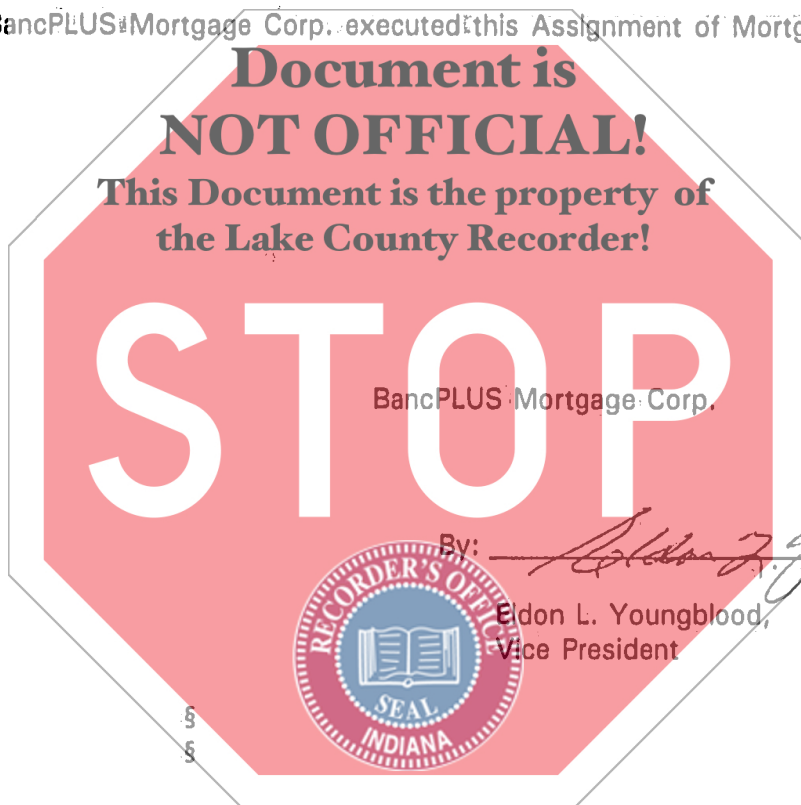 BancPLUS Mortgage Corp. executed this Assignment of Mortg
Document is
NOT OFFICIAL!
This Document is the property of
the Lake County Recorder!
STOP
BancPLUS Mortgage Corp.
By:
Eldon L. Youngblood,
Vice President
RECORDER'S OFFICE
SEAL
INDIANA
§
§